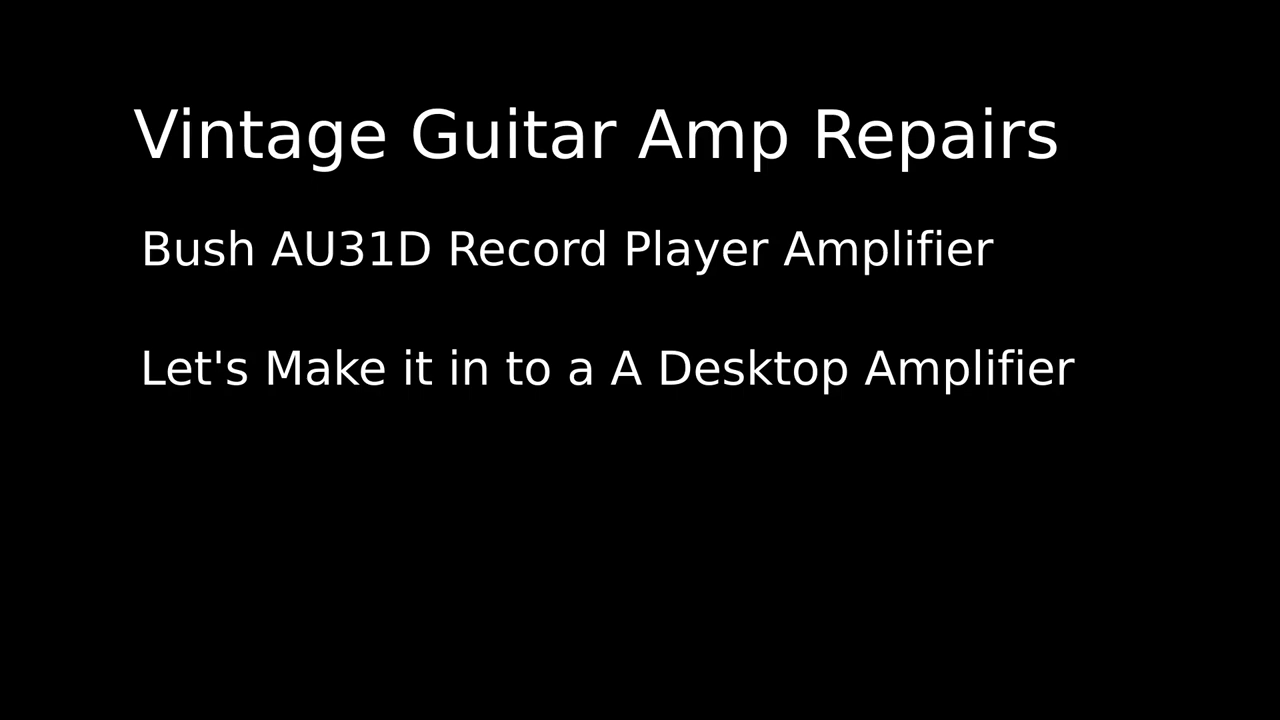 Vintage Guitar Amp Repairs
Bush AU31D Record Player Amplifier
Let's Make it in to a A Desktop Amplifier